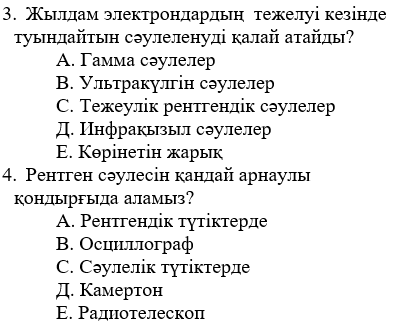 3. Жылдам электрондардың тежелуі кезінде
туындайтын сәулеленуді қалай атайды?
А. Гамма сәулелер
В. Ультракүлгін сәулелер
С. Тежеулік рентгендік сәулелер
Д. Инфрақызыл сәулелер
Е. Көрінетін жарық
4. Рентген сәулесін қандай арнаулы
қондырғыда аламыз?
А. Рентгендік түтіктерде
В. Осциллограф
С. Сәулелік түтіктерде
Д. Камертон
Е. Радиотелескоп